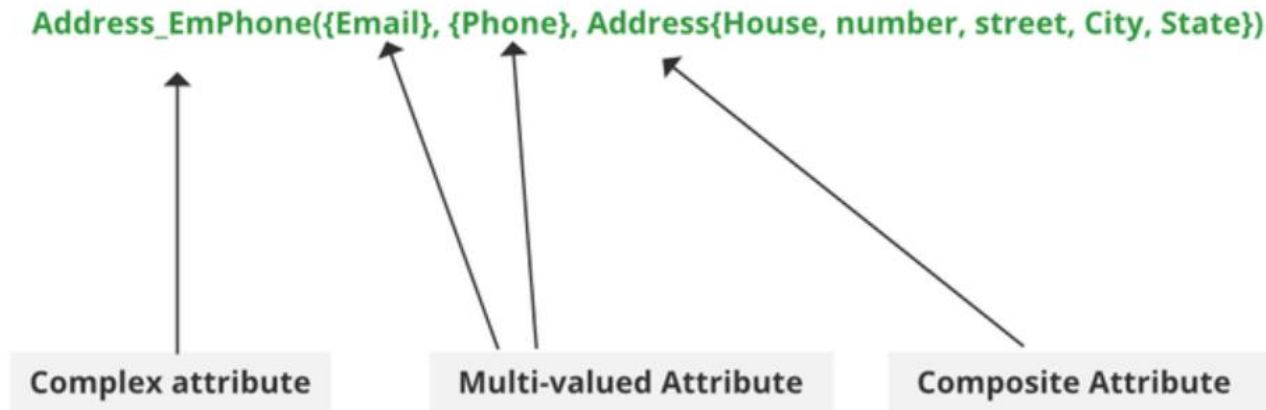 Address_EmPhone({Email}, {Phone}, Address{House, number, street, City, State})
Complex attribute
Multi-valued Attribute
Composite Attribute